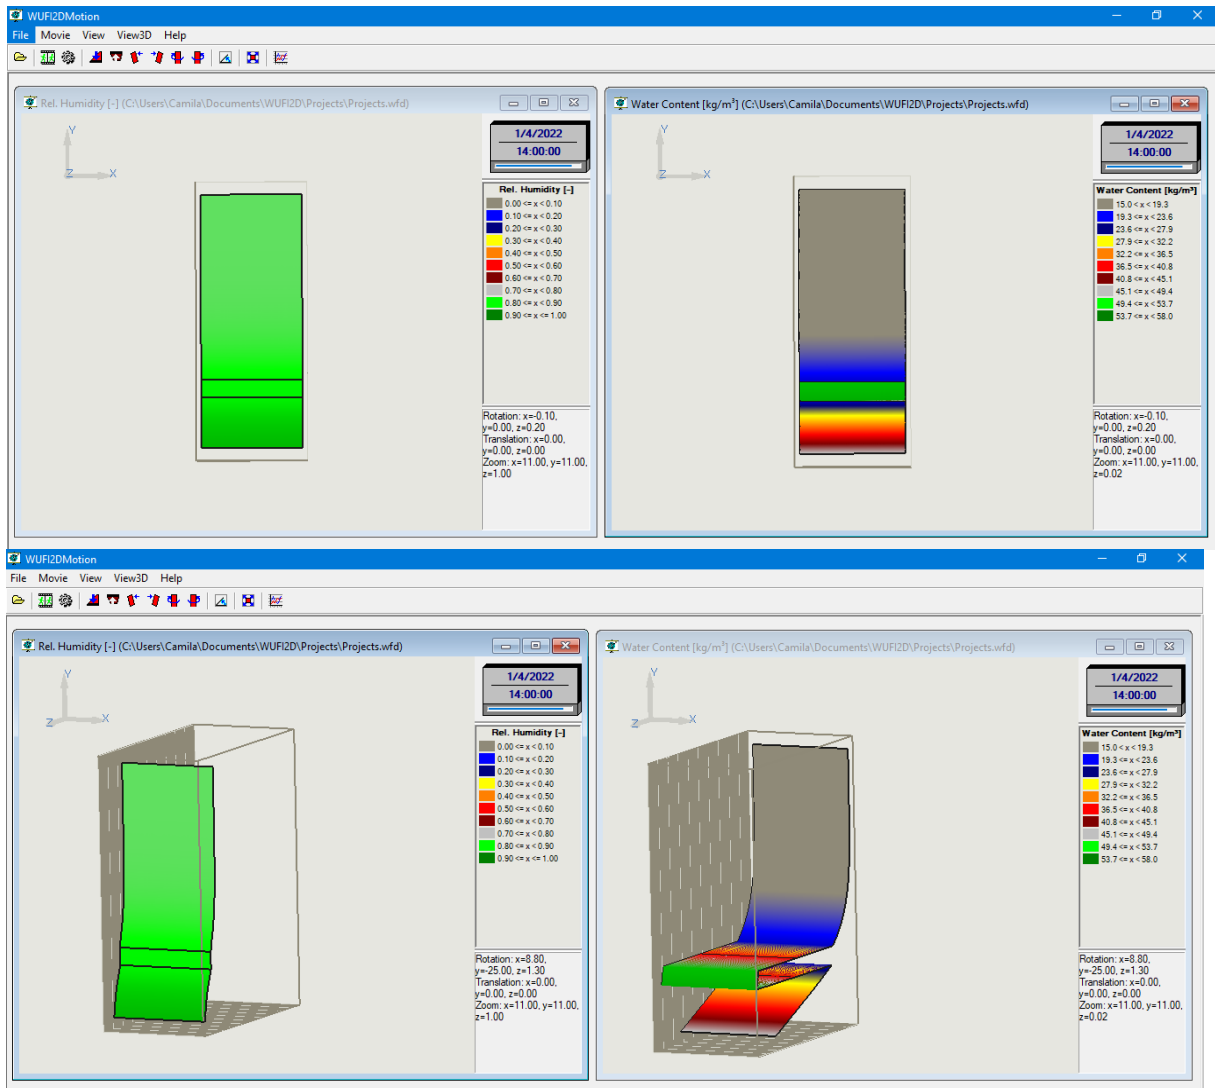 WUFI2DMotion
File Movie View View3D Help
Rel. Humidity [-] (C:\Users\Camila\Documents\WUFI2D\Projects\Projects.wfd)
Y
Z
X
1/4/2022
14:00:00
Rel. Humidity [-]
0.00 <= x < 0.10
0.10 <= x < 0.20
0.20 <= x < 0.30
0.30 <= x < 0.40
0.40 <= x < 0.50
0.50 <= x < 0.60
0.60 <= x < 0.70
0.70 <= x < 0.80
0.80 <= x < 0.90
0.90 <= x <= 1.00
Rotation: x=-0.10,
y=0.00, z=0.20
Translation: x=0.00,
y=0.00, z=0.00
Zoom: x=11.00, y=11.00,
z=1.00
Water Content [kg/m³] (C:\Users\Camila\Documents\WUFI2D\Projects\Projects.wfd)
Y
Z
X
1/4/2022
14:00:00
Water Content [kg/m³]
15.0 < x < 19.3
19.3 <= x < 23.6
23.6 <= x < 27.9
27.9 <= x < 32.2
32.2 <= x < 36.5
36.5 <= x < 40.8
40.8 <= x < 45.1
45.1 <= x < 49.4
49.4 <= x < 53.7
53.7 <= x < 58.0
Rotation: x=-0.10,
y=0.00, z=0.20
Translation: x=0.00,
y=0.00, z=0.00
Zoom: x=11.00, y=11.00,
z=0.02
WUFI2DMotion
File Movie View View3D Help
Rel. Humidity [-] (C:\Users\Camila\Documents\WUFI2D\Projects\Projects.wfd)
Y
Z
X
1/4/2022
14:00:00
Rel. Humidity [-]
0.00 <= x < 0.10
0.10 <= x < 0.20
0.20 <= x < 0.30
0.30 <= x < 0.40
0.40 <= x < 0.50
0.50 <= x < 0.60
0.60 <= x < 0.70
0.70 <= x < 0.80
0.80 <= x < 0.90
0.90 <= x <= 1.00
Rotation: x=8.80,
y=-25.00, z=1.30
Translation: x=0.00,
y=0.00, z=0.00
Zoom: x=11.00, y=11.00,
z=1.00
Water Content [kg/m³] (C:\Users\Camila\Documents\WUFI2D\Projects\Projects.wfd)
Y
Z
X
1/4/2022
14:00:00
Water Content [kg/m³]
15.0 < x < 19.3
19.3 <= x < 23.6
23.6 <= x < 27.9
27.9 <= x < 32.2
32.2 <= x < 36.5
36.5 <= x < 40.8
40.8 <= x < 45.1
45.1 <= x < 49.4
49.4 <= x < 53.7
53.7 <= x < 58.0
Rotation: x=8.80,
y=-25.00, z=1.30
Translation: x=0.00,
y=0.00, z=0.00
Zoom: x=11.00, y=11.00,
z=0.02